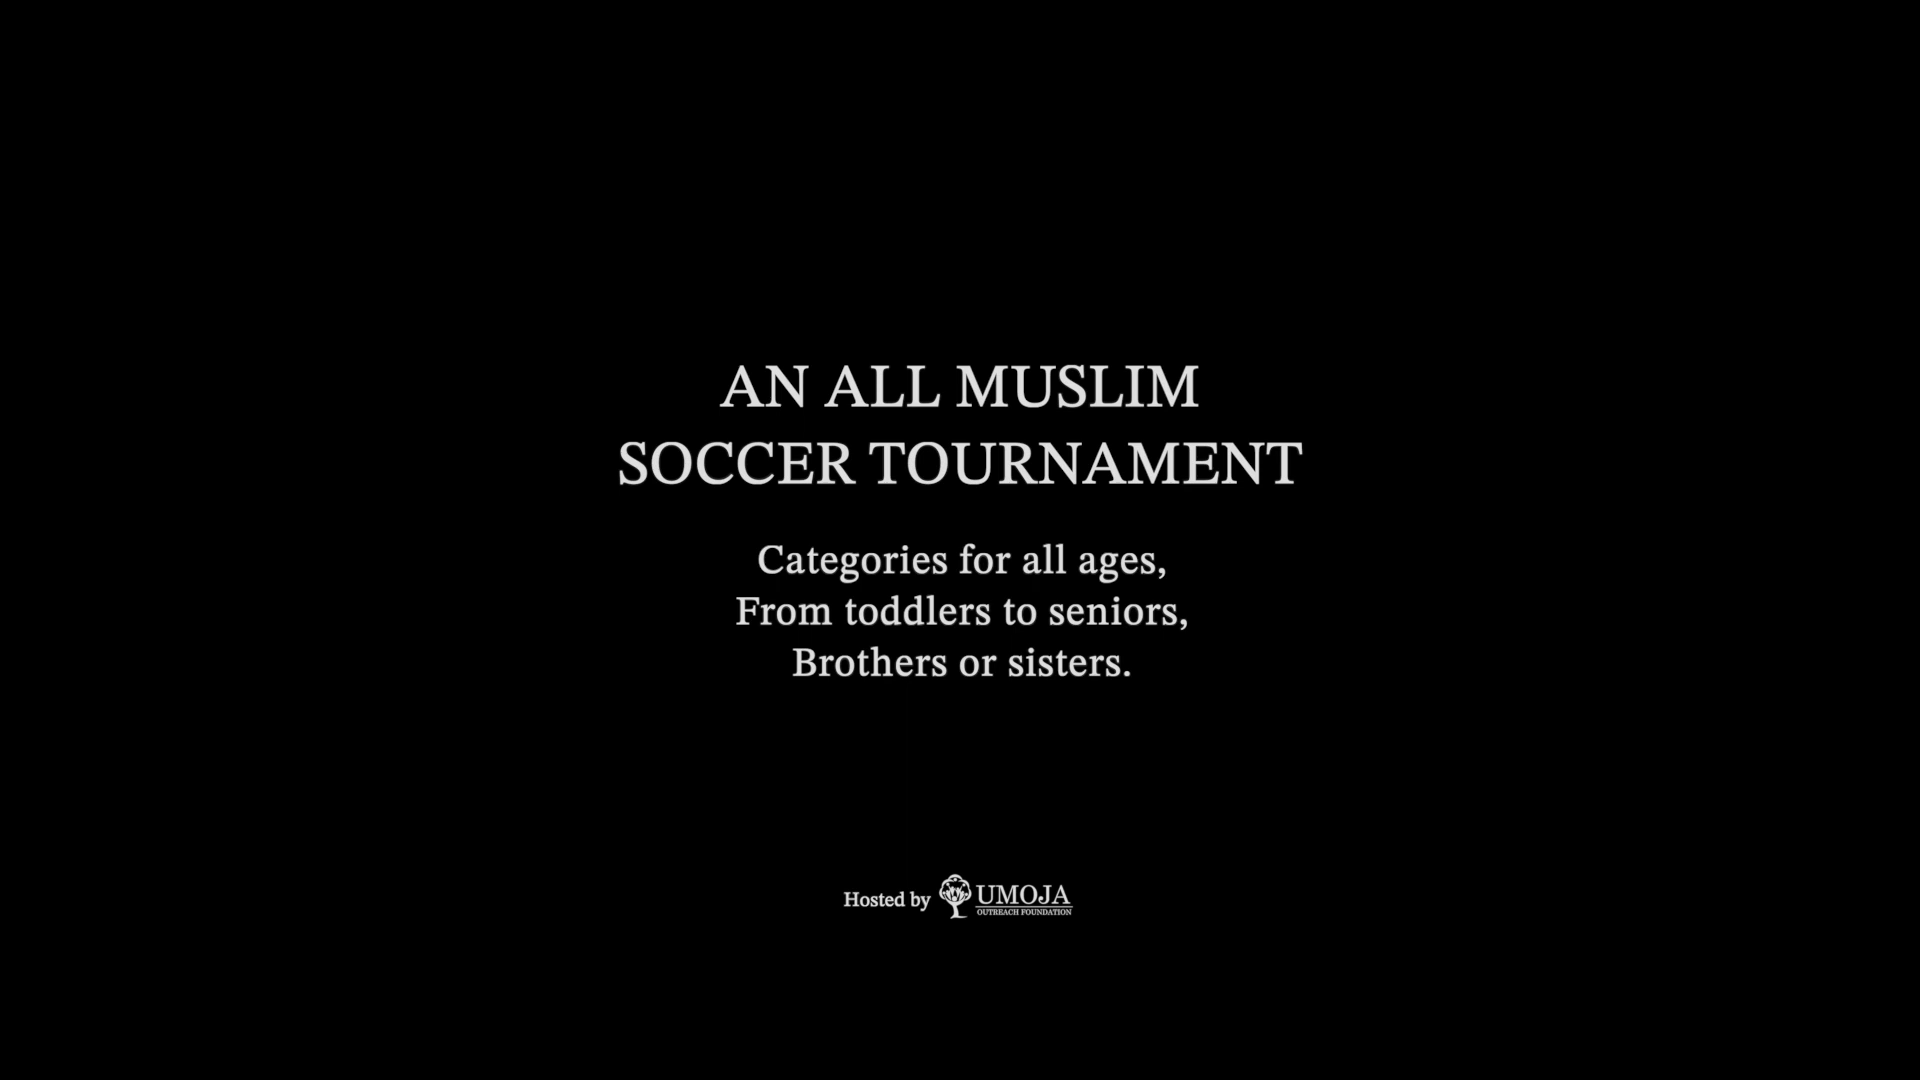 AN ALL MUSLIM
SOCCER TOURNAMENT
Categories for all ages,
From toddlers to seniors,
Brothers or sisters.
Hosted by UMOJA
OUTREACH FOUNDATION